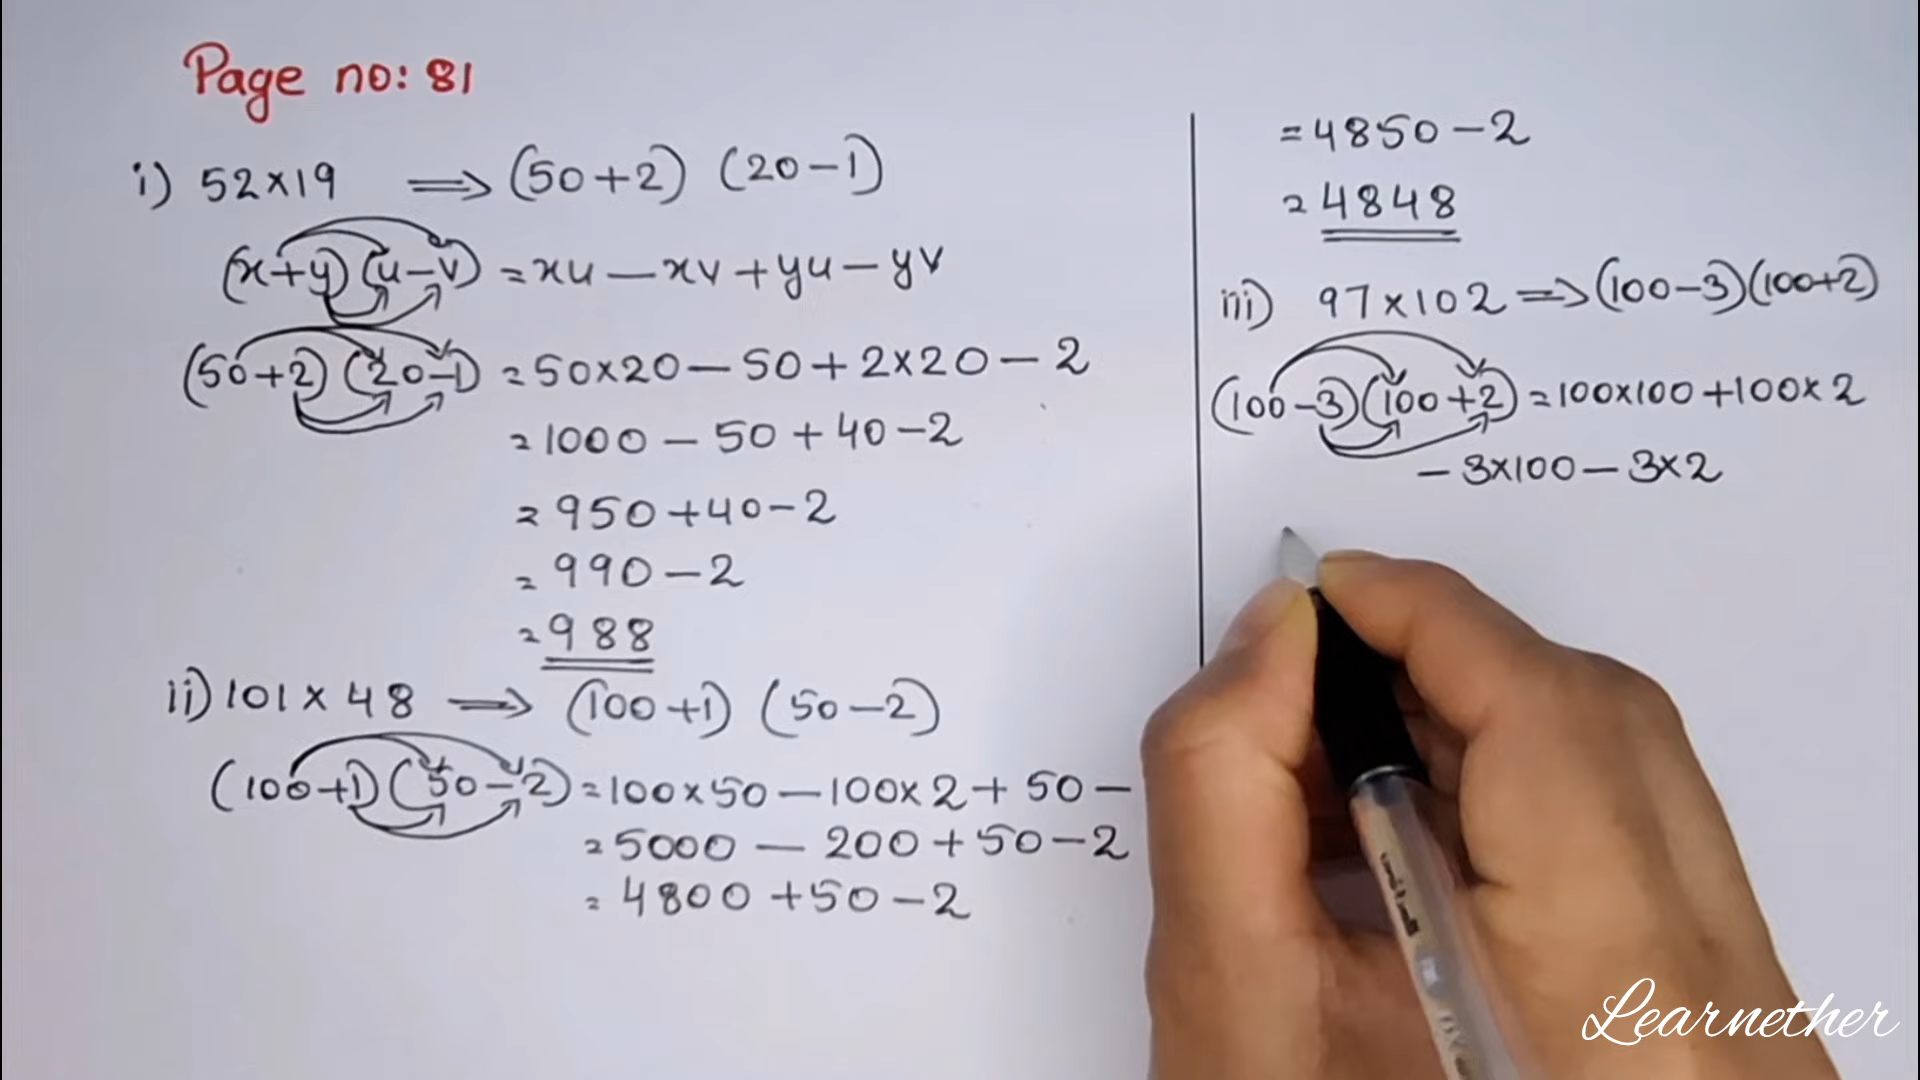 Page no: 81
i) 52×19 ⟹ (50+2) (20-1)
(x+y)(u-v) = xu - xv + yu - yv
(50+2)(20-1) = 50×20 - 50 + 2×20 - 2
= 1000 - 50 + 40 - 2
= 950 + 40 - 2
= 990 - 2
= 988
ii) 101 × 48 ⟹ (100+1) (50-2)
(100+1)(50-2) = 100×50 - 100×2 + 50 -
= 5000 - 200 + 50 - 2
= 4800 + 50 - 2
= 4850 - 2
= 4848
iii) 97×102 ⟹ (100-3)(100+2)
(100-3)(100+2) = 100×100 + 100×2
- 3×100 - 3×2
Learnether